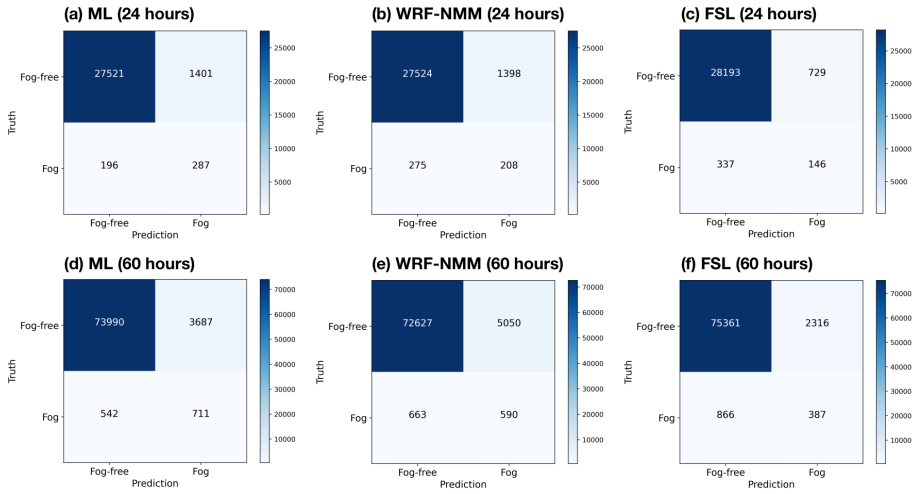 (a) ML (24 hours)
Truth
Fog-free
27521
1401
Fog
196
287
Fog-free
Fog
Prediction
25000
20000
15000
10000
5000
(b) WRF-NMM (24 hours)
Truth
Fog-free
27524
1398
Fog
275
208
Fog-free
Fog
Prediction
25000
20000
15000
10000
5000
(c) FSL (24 hours)
Truth
Fog-free
28193
729
Fog
337
146
Fog-free
Fog
Prediction
25000
20000
15000
10000
5000
(d) ML (60 hours)
Truth
Fog-free
73990
3687
Fog
542
711
Fog-free
Fog
Prediction
70000
60000
50000
40000
30000
20000
10000
(e) WRF-NMM (60 hours)
Truth
Fog-free
72627
5050
Fog
663
590
Fog-free
Fog
Prediction
70000
60000
50000
40000
30000
20000
10000
(f) FSL (60 hours)
Truth
Fog-free
75361
2316
Fog
866
387
Fog-free
Fog
Prediction
70000
60000
50000
40000
30000
20000
10000